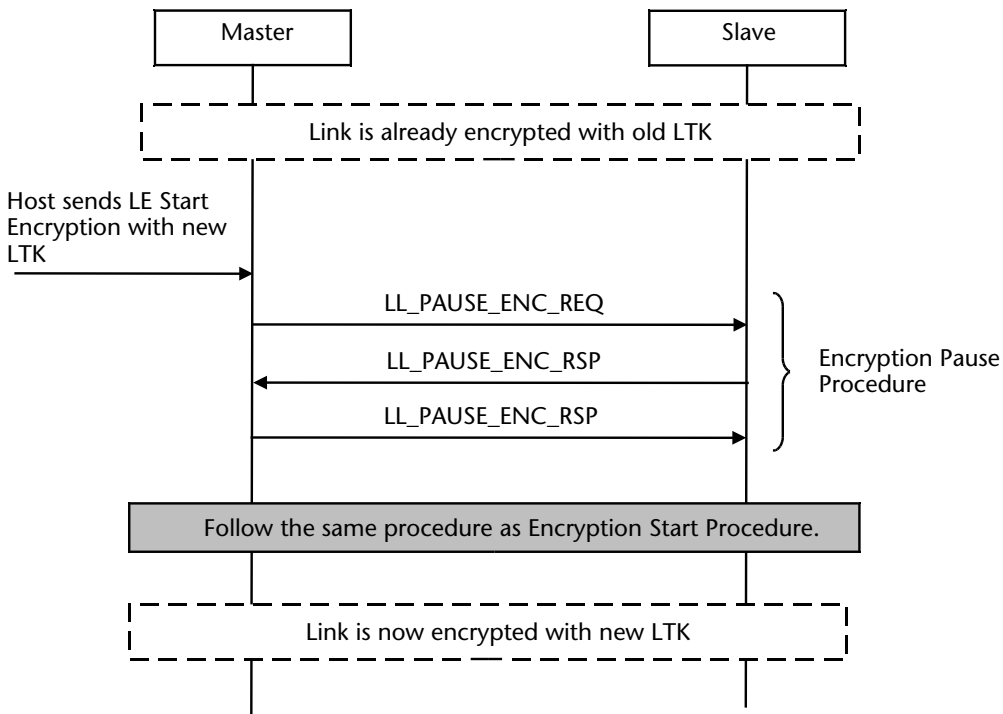 Master
Slave
Link is already encrypted with old LTK
Host sends LE Start
Encryption with new
LTK
LL_PAUSE_ENC_REQ
LL_PAUSE_ENC_RSP
LL_PAUSE_ENC_RSP
Encryption Pause
Procedure
Follow the same procedure as Encryption Start Procedure.
Link is now encrypted with new LTK